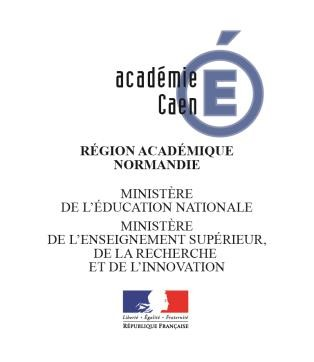 académie
Caen
É
RÉGION ACADÉMIQUE
NORMANDIE
MINISTÈRE
DE L'ÉDUCATION NATIONALE
MINISTÈRE
DE L'ENSEIGNEMENT SUPÉRIEUR,
DE LA RECHERCHE
ET DE L'INNOVATION
Liberté • Égalité • Fraternité
RÉPUBLIQUE FRANÇAISE